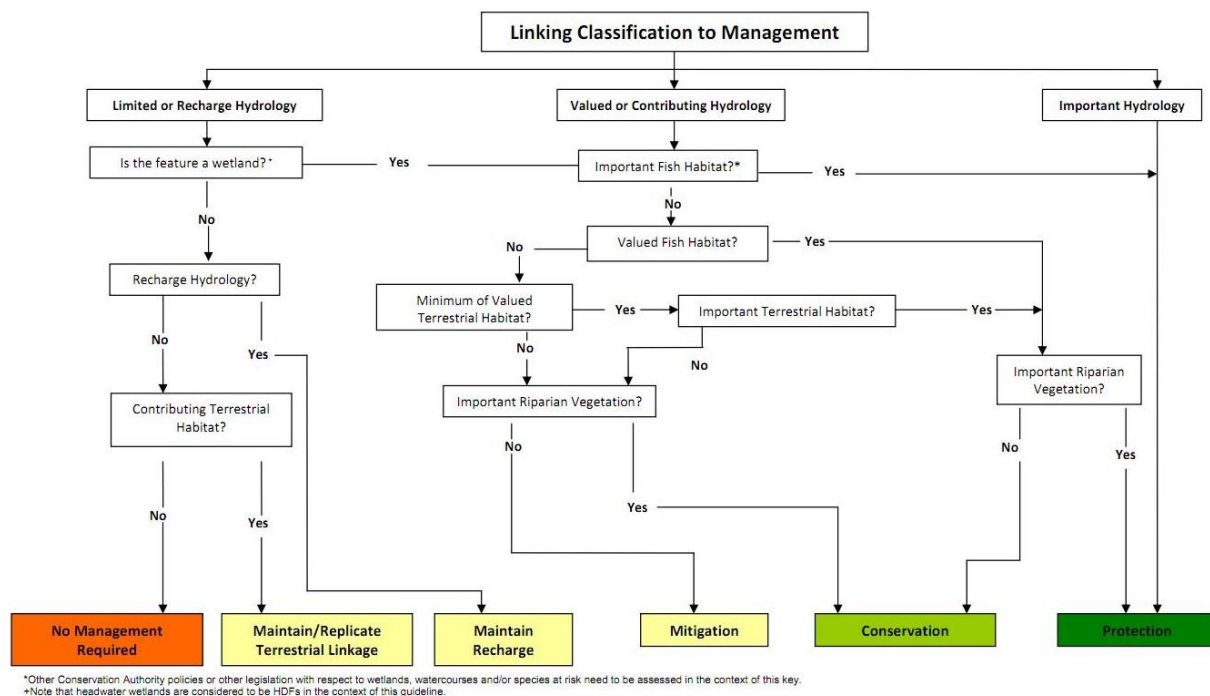 Linking Classification to Management
Limited or Recharge Hydrology
Valued or Contributing Hydrology
Important Hydrology
Is the feature a wetland?+
Yes
Important Fish Habitat?*
Yes
No
No
Valued Fish Habitat?
Yes
No
Recharge Hydrology?
Minimum of Valued
Terrestrial Habitat?
Yes
Important Terrestrial Habitat?
Yes
No
Yes
No
No
Important Riparian
Vegetation?
Contributing Terrestrial
Habitat?
Important Riparian Vegetation?
No
No
Yes
No
Yes
Yes
No
Management
Required
Maintain/Replicate
Terrestrial Linkage
Maintain
Recharge
Mitigation
Conservation
Protection
*Other Conservation Authority policies or other legislation with respect to wetlands, watercourses and/or species at risk need to be assessed in the context of this key.
+Note that headwater wetlands are considered to be HDFs in the context of this guideline.